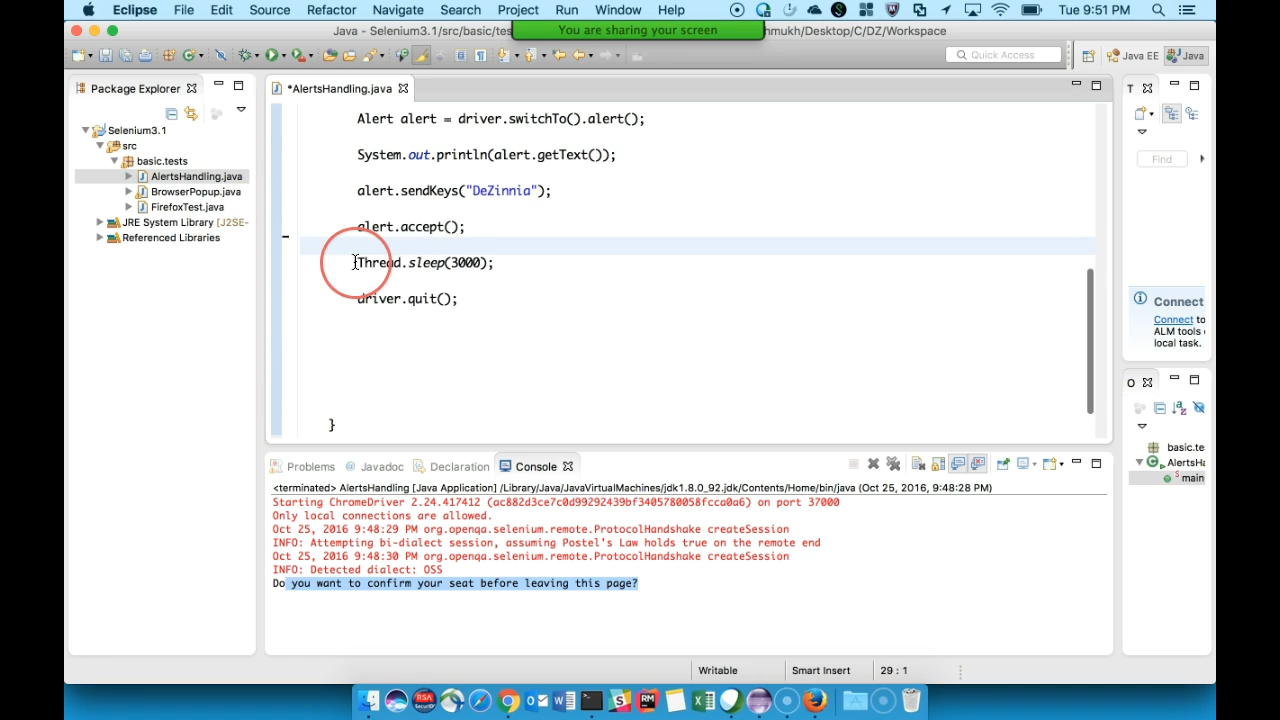 Eclipse File Edit Source Refactor Navigate Search Project Run Window Help Tue 9:51 PM
Java - Selenium3.1/src/basic/tes
You are sharing your screen
hmukh/Desktop/C/DZ/Workspace
Quick Access Java EE Java
Package Explorer
*AlertsHandling.java
T
Selenium3.1
src
basic.tests
AlertsHandling.java
BrowserPopup.java
FirefoxTest.java
JRE System Library [J2SE-
Referenced Libraries
Alert alert = driver.switchTo().alert();
System.out.println(alert.getText());
alert.sendKeys("DeZinnia");
alert.accept();
Thread.sleep(3000);
driver.quit();
}
Find
Connect
Connect to
ALM tools
local task.
O
basic.te
AlertsHa
main
Problems Javadoc Declaration Console
<terminated> AlertsHandling [Java Application] /Library/Java/JavaVirtualMachines/jdk1.8.0_92.jdk/Contents/Home/bin/java (Oct 25, 2016 9:48:28 PM)
Starting ChromeDriver 2.24.417412 (ac882d3ce7c0d99292439bf3405780058fcca0a6) on port 37000
Only local connections are allowed.
Oct 25, 2016 9:48:29 PM org.openqa.selenium.remote.ProtocolHandshake createSession
INFO: Attempting bi-dialect session, assuming Postel's Law holds true on the remote end
Oct 25, 2016 9:48:30 PM org.openqa.selenium.remote.ProtocolHandshake createSession
INFO: Detected dialect: OSS
Do you want to confirm your seat before leaving this page?
Writable Smart Insert 29 : 1